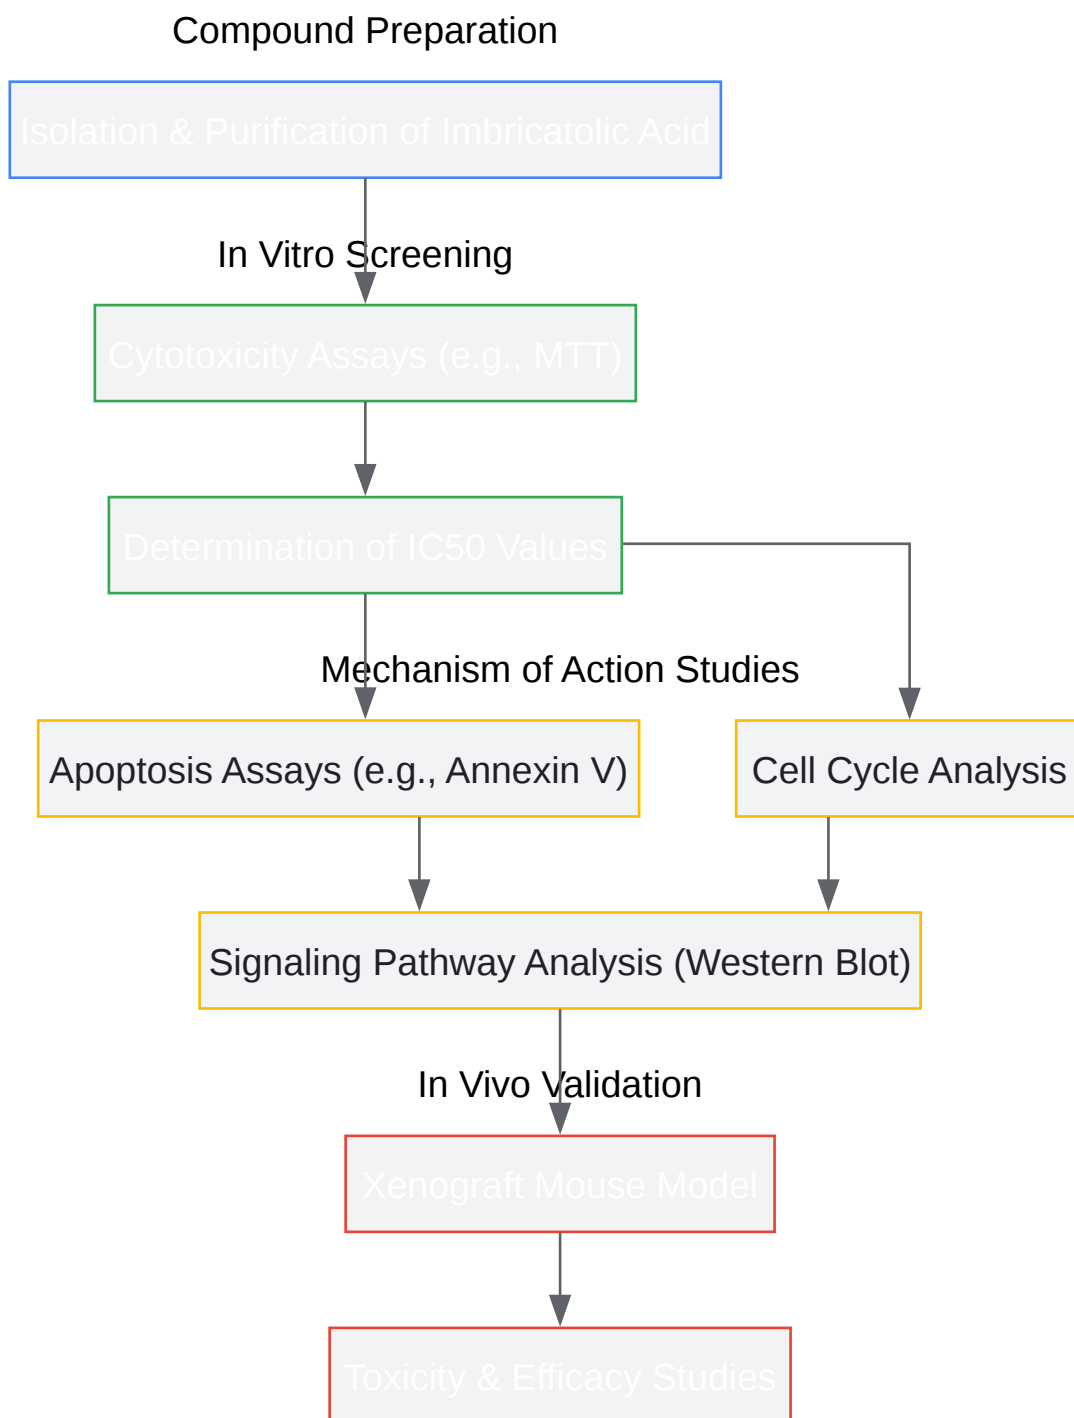 Compound Preparation
Isolation & Purification of Imbricatolic Acid
In Vitro Screening
Cytotoxicity Assays (e.g., MTT)
Determination of IC50 Values
Mechanism of Action Studies
Apoptosis Assays (e.g., Annexin V)
Cell Cycle Analysis
Signaling Pathway Analysis (Western Blot)
In Vivo Validation
Xenograft Mouse Model
Toxicity & Efficacy Studies